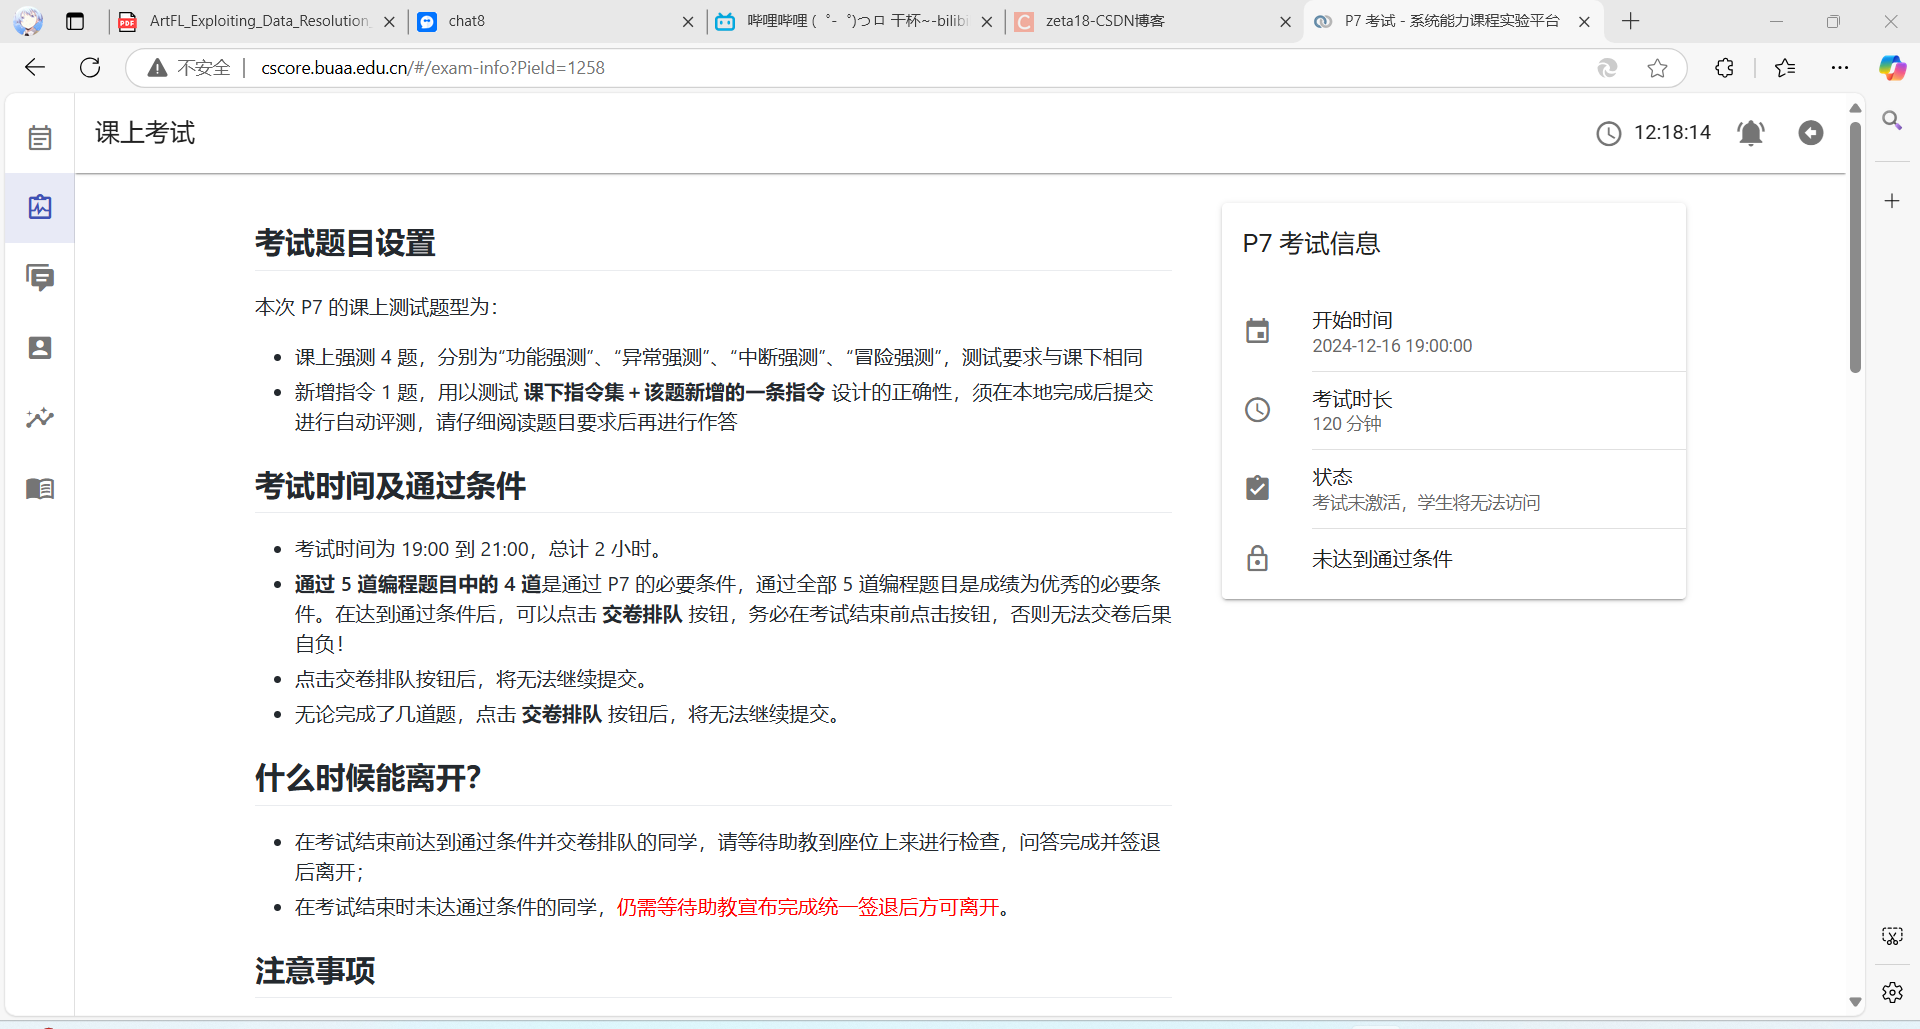 ArtFL_Exploiting_Data_Resolution
chat8
哔哩哔哩 (゜-゜)つロ 干杯~-bilibi
zeta18-CSDN博客
P7 考试 - 系统能力课程实验平台
不安全
cscore.buaa.edu.cn/#/exam-info?PieId=1258
课上考试
12:18:14
考试题目设置
本次 P7 的课上测试题型为：
课上强测 4 题，分别为“功能强测”、“异常强测”、“中断强测”、“冒险强测”，测试要求与课下相同
新增指令 1 题，用以测试 课下指令集 + 该题新增的一条指令 设计的正确性，须在本地完成后提交
进行自动评测，请仔细阅读题目要求后再进行作答
考试时间及通过条件
考试时间为 19:00 到 21:00，总计 2 小时。
通过 5 道编程题目中的 4 道是通过 P7 的必要条件，通过全部 5 道编程题目是成绩为优秀的必要条
件。在达到通过条件后，可以点击 交卷排队 按钮，务必在考试结束前点击按钮，否则无法交卷后果
自负！
点击交卷排队按钮后，将无法继续提交。
无论完成了几道题，点击 交卷排队 按钮后，将无法继续提交。
什么时候能离开？
在考试结束前达到通过条件并交卷排队的同学，请等待助教到座位上来进行检查，问答完成并签退
后离开；
在考试结束时未达通过条件的同学，仍需等待助教宣布完成统一签退后方可离开。
注意事项
P7 考试信息
开始时间
2024-12-16 19:00:00
考试时长
120 分钟
状态
考试未激活，学生将无法访问
未达到通过条件